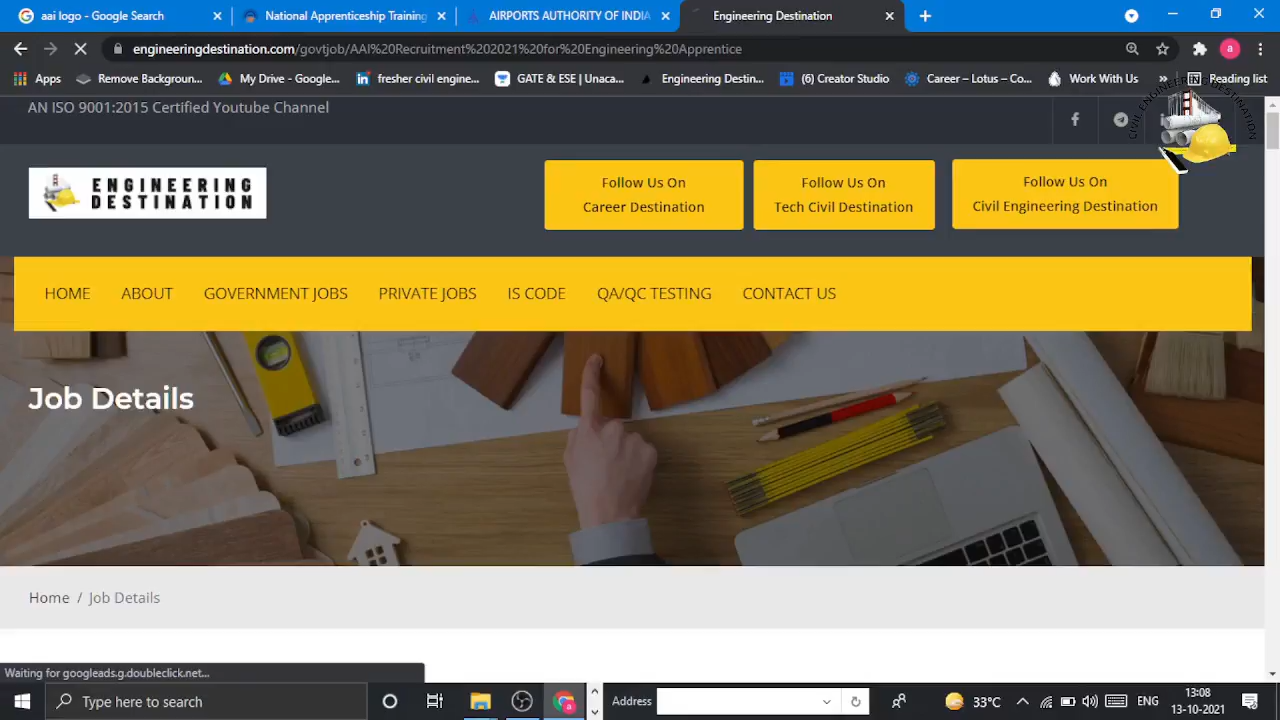 aai logo - Google Search
National Apprenticeship Training
AIRPORTS AUTHORITY OF INDIA
Engineering Destination
engineeringdestination.com/govtjob/AAI%20Recruitment%202021%20for%20Engineering%20Apprentice
a
Apps
Remove Backgroun...
My Drive - Google...
fresher civil engine...
GATE & ESE | Unaca...
Engineering Destin...
(6) Creator Studio
Career – Lotus – Co...
Work With Us
»
Reading list
AN ISO 9001:2015 Certified Youtube Channel
CIVIL ENGINEERING DESTINATION
ENGINEERING
DESTINATION
Follow Us On
Career Destination
Follow Us On
Tech Civil Destination
Follow Us On
Civil Engineering Destination
HOME
ABOUT
GOVERNMENT JOBS
PRIVATE JOBS
IS CODE
QA/QC TESTING
CONTACT US
Job Details
Home / Job Details
Waiting for googleads.g.doubleclick.net...
Type here to search
Address
33°C
ENG
13:08
13-10-2021